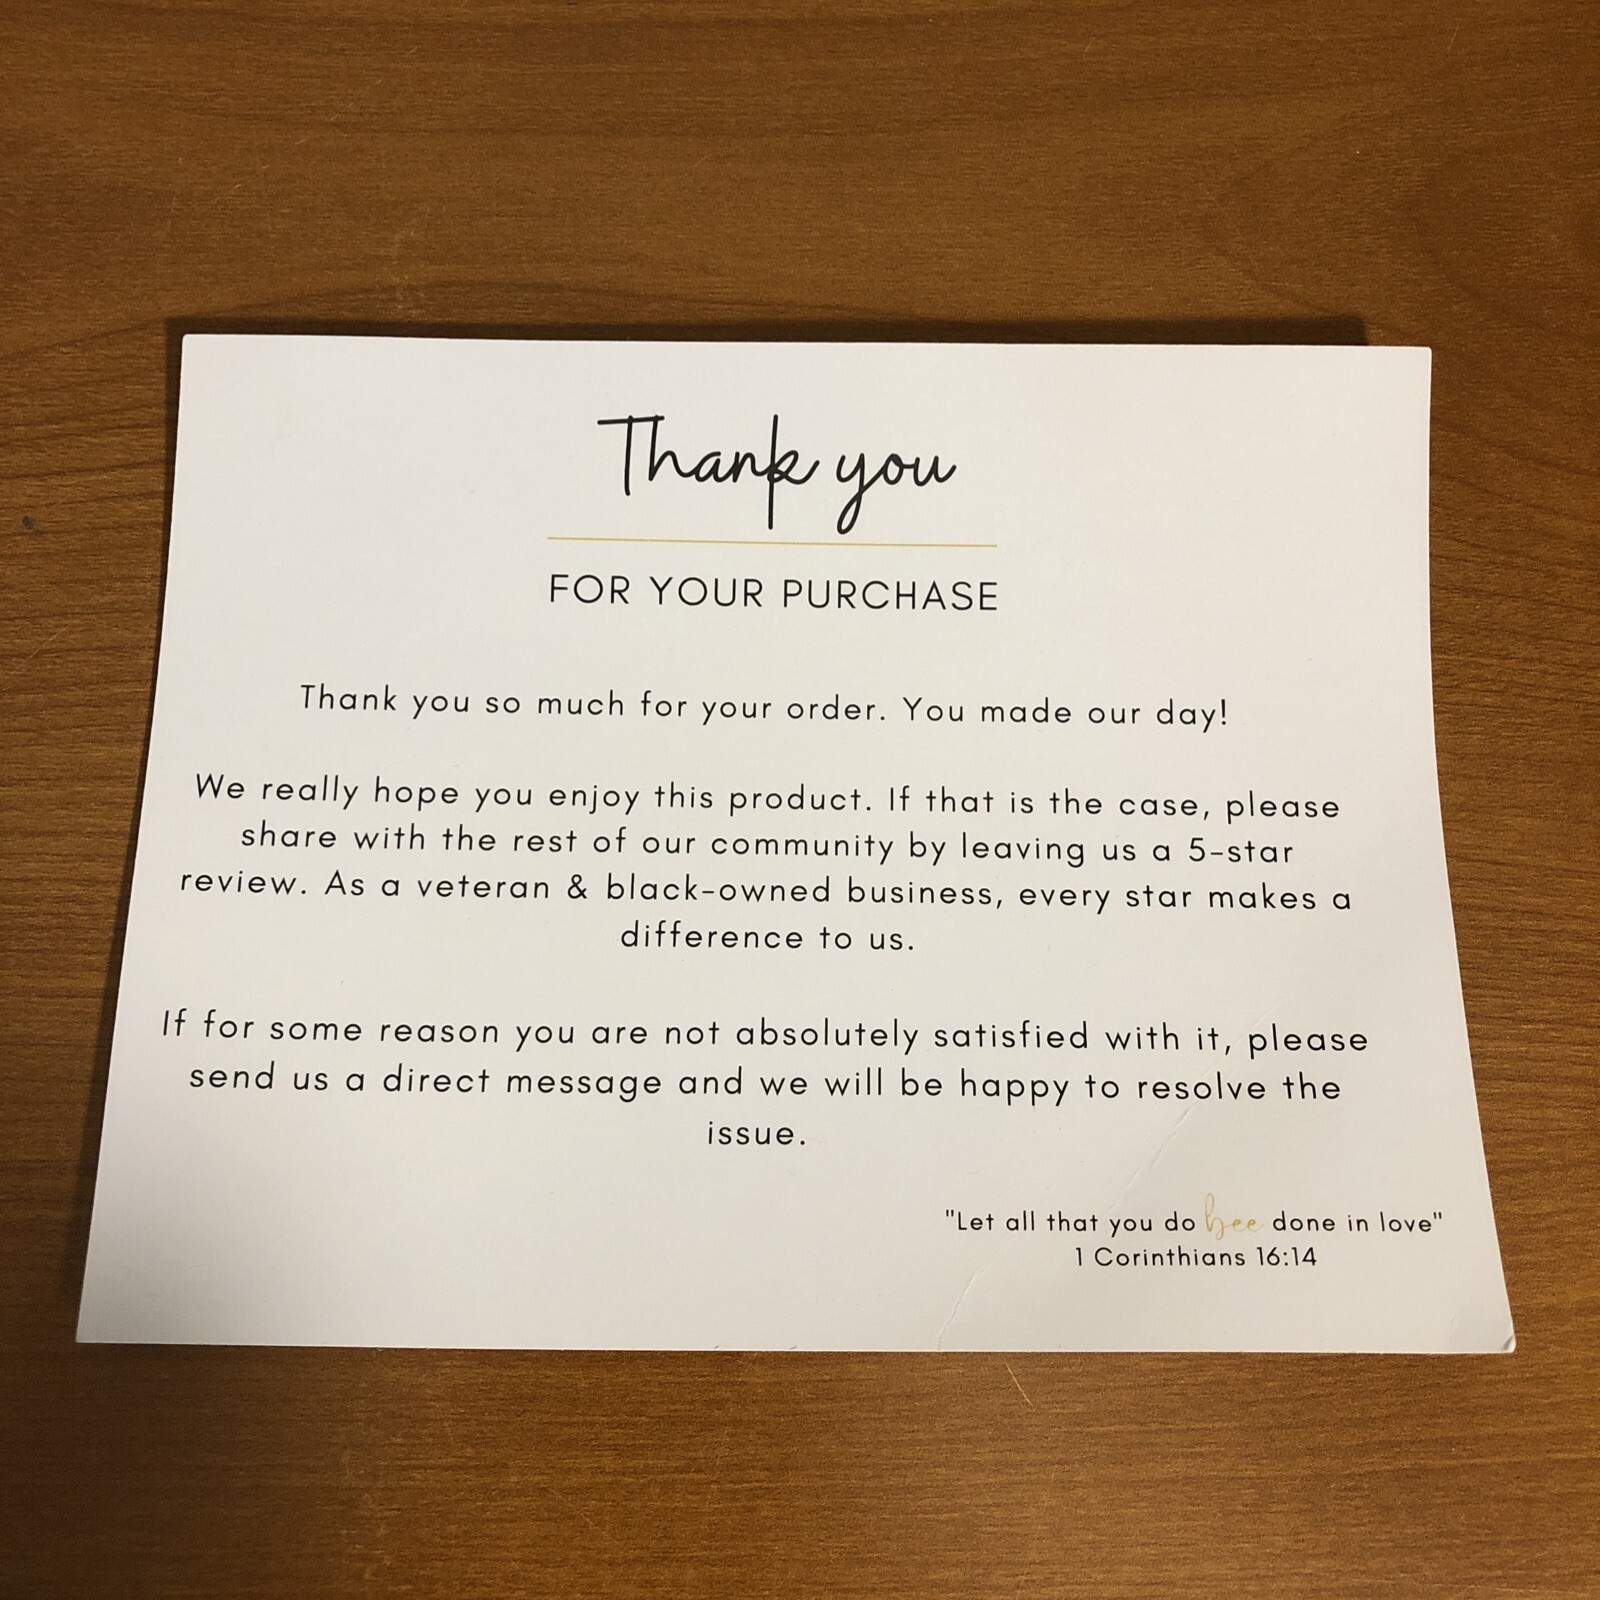 Thank you
FOR YOUR PURCHASE
Thank you so much for your order. You made our day!
We really hope you enjoy this product. If that is the case, please
share with the rest of our community by leaving us a 5-star
review. As a veteran & black-owned business, every star makes a
difference to us.
If for some reason you are not absolutely satisfied with it, please
send us a direct message and we will be happy to resolve the
issue.
"Let all that you do bee done in love"
1 Corinthians 16:14